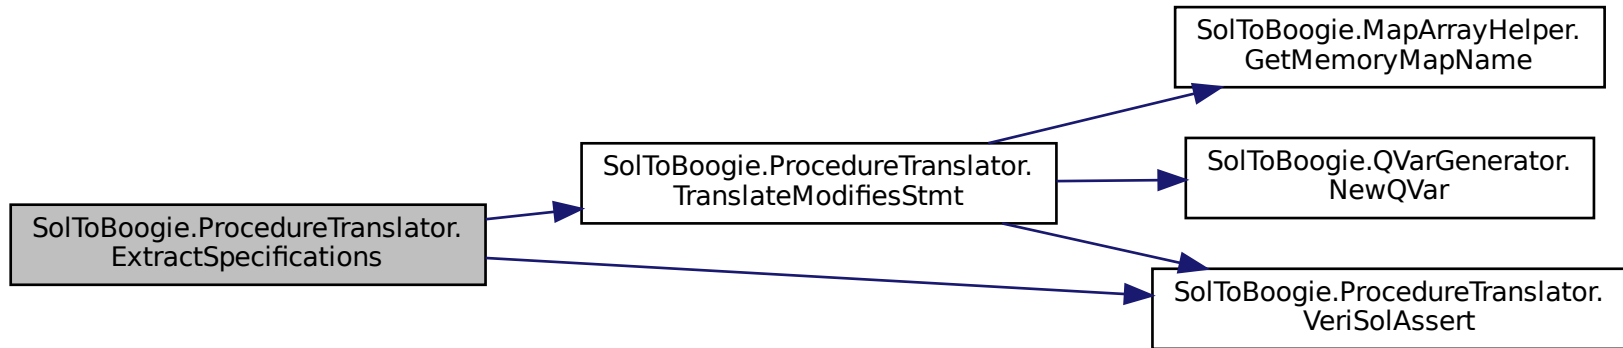 SolToBoogie.ProcedureTranslator.
ExtractSpecifications
SolToBoogie.ProcedureTranslator.
TranslateModifiesStmt
SolToBoogie.MapArrayHelper.
GetMemoryMapName
SolToBoogie.QVarGenerator.
NewQVar
SolToBoogie.ProcedureTranslator.
VeriSolAssert